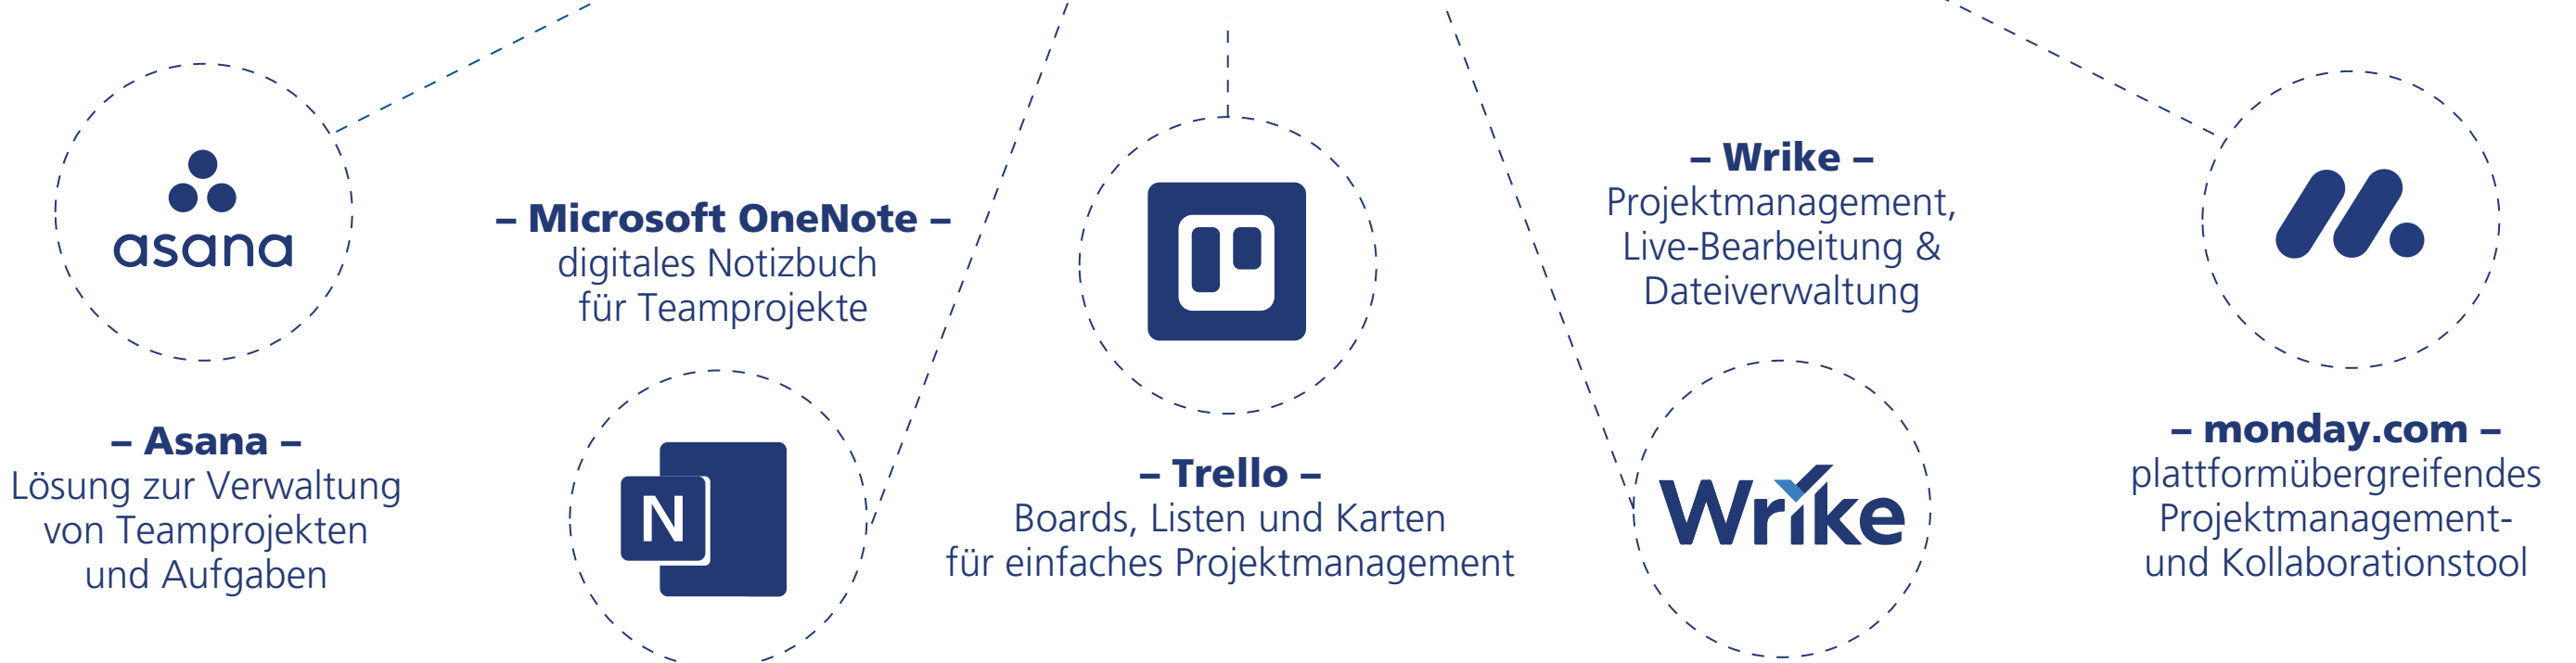 asana
– Asana –
Lösung zur Verwaltung
von Teamprojekten
und Aufgaben
– Microsoft OneNote –
digitales Notizbuch
für Teamprojekte
N
– Trello –
Boards, Listen und Karten
für einfaches Projektmanagement
– Wrike –
Projektmanagement,
Live-Bearbeitung &
Dateiverwaltung
Wrike
– monday.com –
plattformübergreifendes
Projektmanagement-
und Kollaborationstool